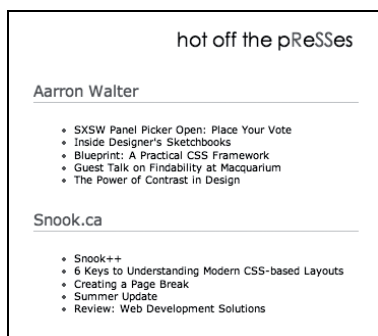 hot off the pReSSes
Aarron Walter
SXSW Panel Picker Open: Place Your Vote
Inside Designer's Sketchbooks
Blueprint: A Practical CSS Framework
Guest Talk on Findability at Macquarium
The Power of Contrast in Design
Snook.ca
Snook++
6 Keys to Understanding Modern CSS-based Layouts
Creating a Page Break
Summer Update
Review: Web Development Solutions